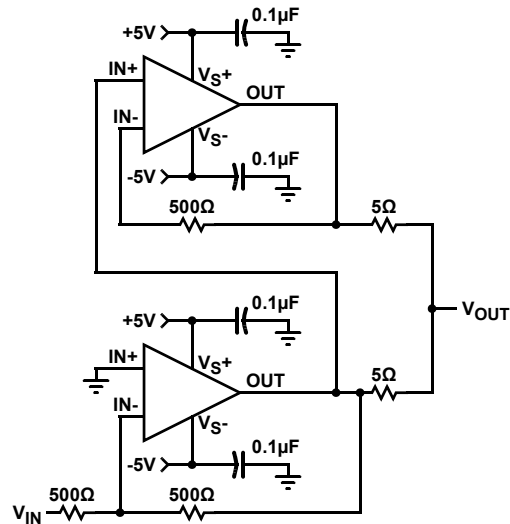 0.1µF
+5V
IN+
VS+
OUT
IN-
VS-
0.1µF
-5V
500Ω
5Ω
0.1µF
+5V
VOUT
IN+
VS+
5Ω
OUT
IN-
VS-
0.1µF
-5V
500Ω
500Ω
VIN